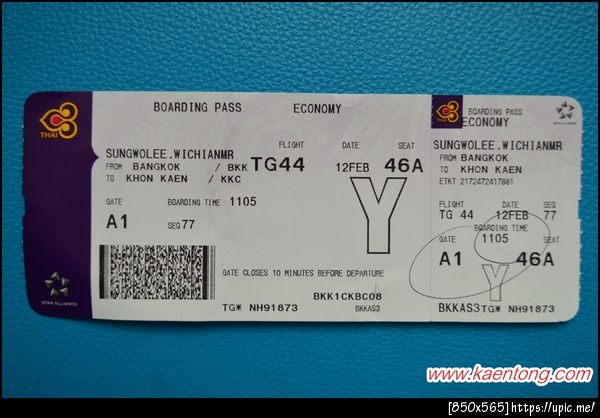 BOARDING PASS ECONOMY
THAI
SUNGWOLEE.WICHIANMR
FLIGHT DATE SEAT
FROM BANGKOK / BKK TG44 12FEB 46A
TO KHON KAEN / KKC
GATE BOARDING TIME 1105
A1 SEQ 77
Y
GATE CLOSES 10 MINUTES BEFORE DEPARTURE
BKK1CKBC08
TG* NH91873 BKKAS3
STAR ALLIANCE
BOARDING PASS
ECONOMY
SUNGWOLEE.WICHIANMR
FROM BANGKOK
TO KHON KAEN
ETKT 2172472417881
FLIGHT DATE SEQ
TG 44 12FEB 77
BOARDING TIME
GATE 1105 SEAT
A1 46A
Y
BKKAS3 TG* NH91873
www.kaentong.com
[850x565]https://upic.me/